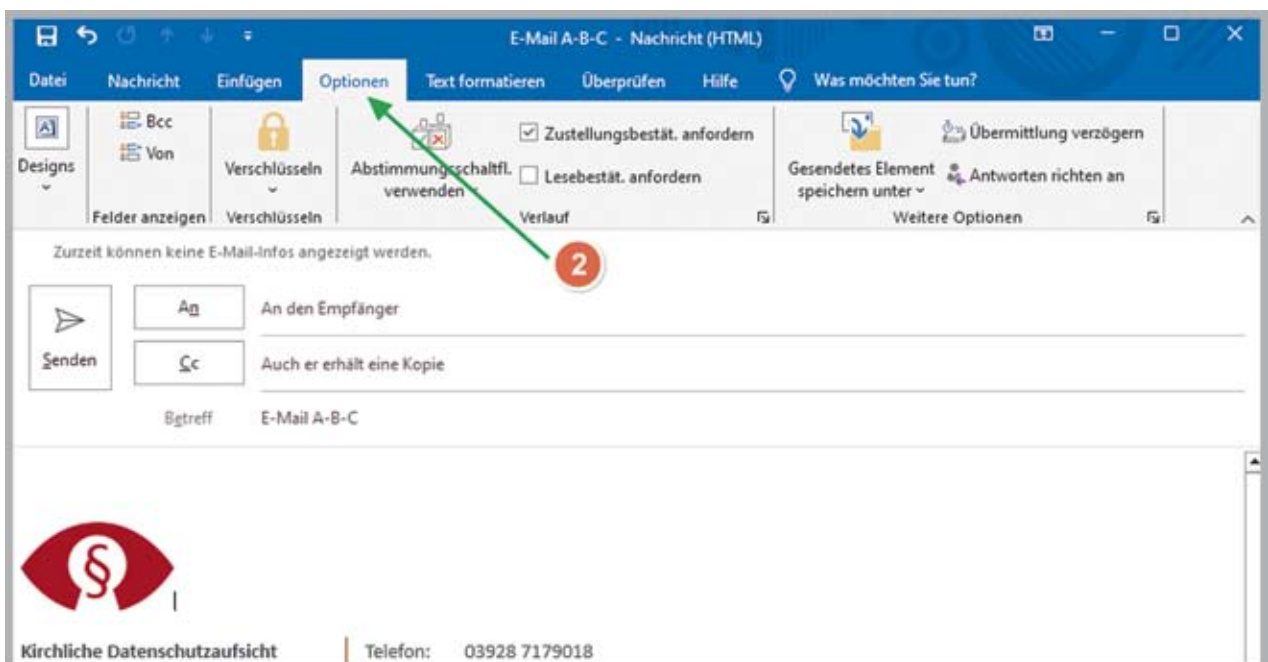 E-Mail A-B-C - Nachricht (HTML)
Datei Nachricht Einfügen Optionen Text formatieren Überprüfen Hilfe Was möchten Sie tun?
Designs
Bcc
Von
Felder anzeigen
Verschlüsseln
Verschlüsseln
Abstimmungsschaltfl.
verwenden
Zustellungsbestät. anfordern
Lesebestät. anfordern
Verlauf
Gesendetes Element
speichern unter
Übermittlung verzögern
Antworten richten an
Weitere Optionen
2
Zurzeit können keine E-Mail-Infos angezeigt werden.
Senden
An An den Empfänger
Cc Auch er erhält eine Kopie
Betreff E-Mail A-B-C
§
Kirchliche Datenschutzaufsicht Telefon: 03928 7179018